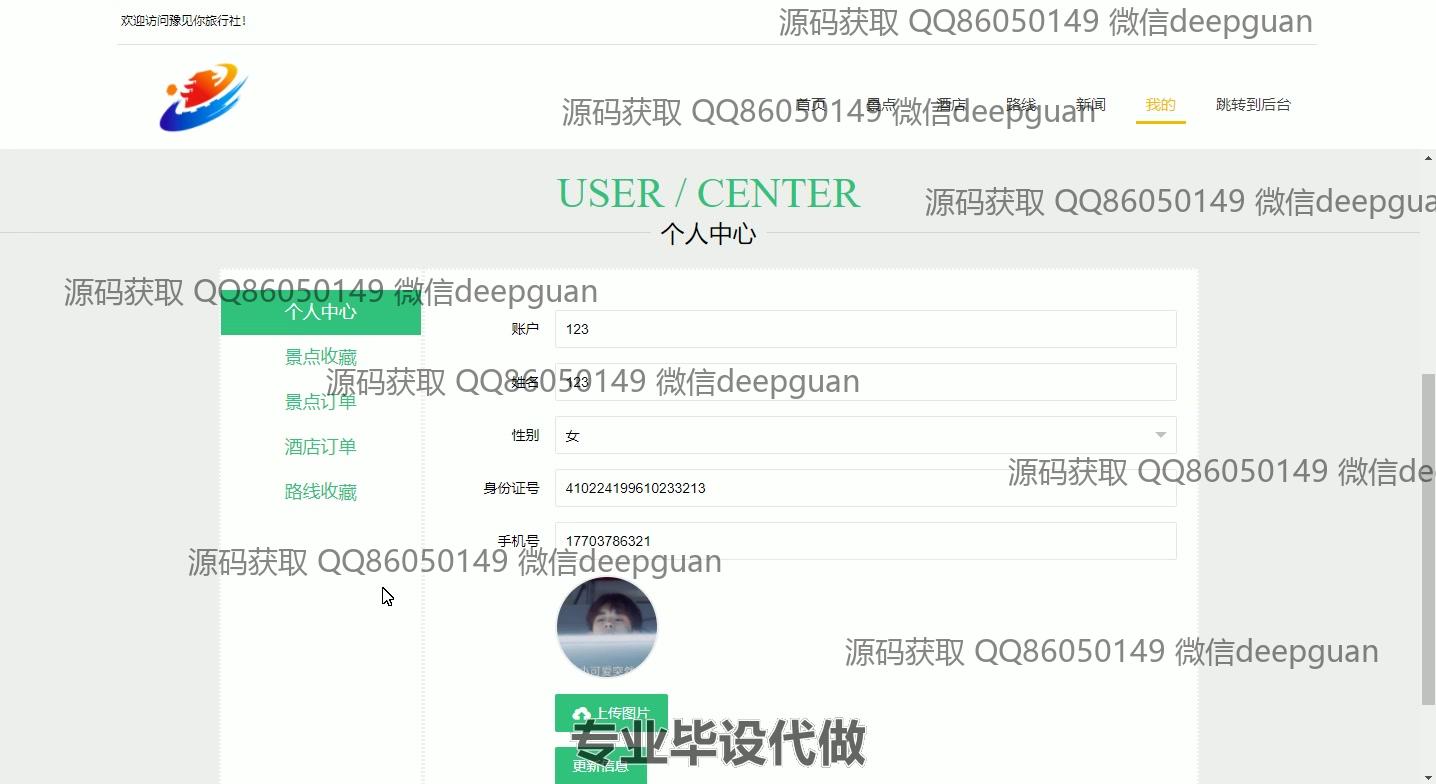 欢迎访问豫见你旅行社！
源码获取 QQ86050149 微信deepguan
首页 景点 酒店 路线 新闻 我的 跳转到后台
源码获取 QQ86050149 微信deepguan
USER / CENTER
源码获取 QQ86050149 微信deepgua
个人中心
源码获取 QQ86050149 微信deepguan
个人中心
账户 123
景点收藏
源码获取 QQ86050149 微信deepguan
姓名 123
景点订单
性别 女
酒店订单
源码获取 QQ86050149 微信de
身份证号 410224199610233213
路线收藏
手机号 17703786321
源码获取 QQ86050149 微信deepguan
源码获取 QQ86050149 微信deepguan
上传图片
专业毕设代做
更新信息